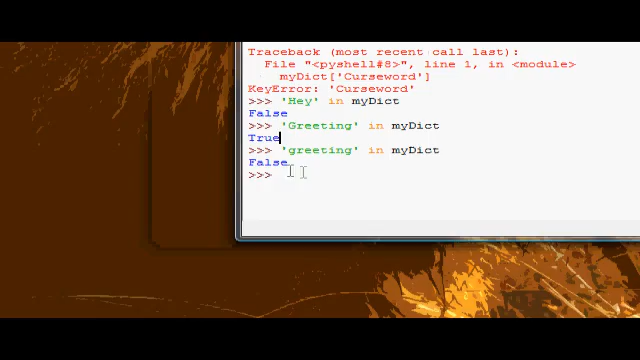 Traceback (most recent call last):
File "<pyshell#8>", line 1, in <module>
myDict['Curseword']
KeyError: 'Curseword'
>>> 'Hey' in myDict
False
>>> 'Greeting' in myDict
True
>>> 'greeting' in myDict
False
>>>